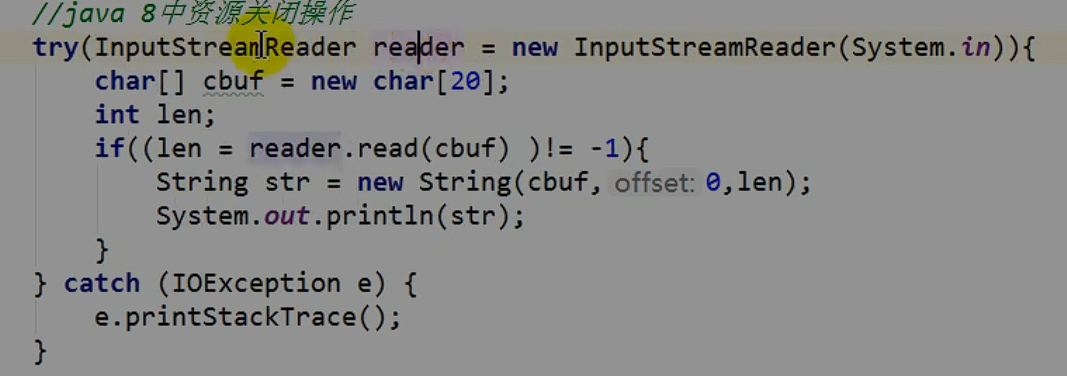 //java 8中资源关闭操作
try(InputStreamReader reader = new InputStreamReader(System.in)){
char[] cbuf = new char[20];
int len;
if((len = reader.read(cbuf) )!= -1){
String str = new String(cbuf, offset: 0,len);
System.out.println(str);
}
} catch (IOException e) {
e.printStackTrace();
}